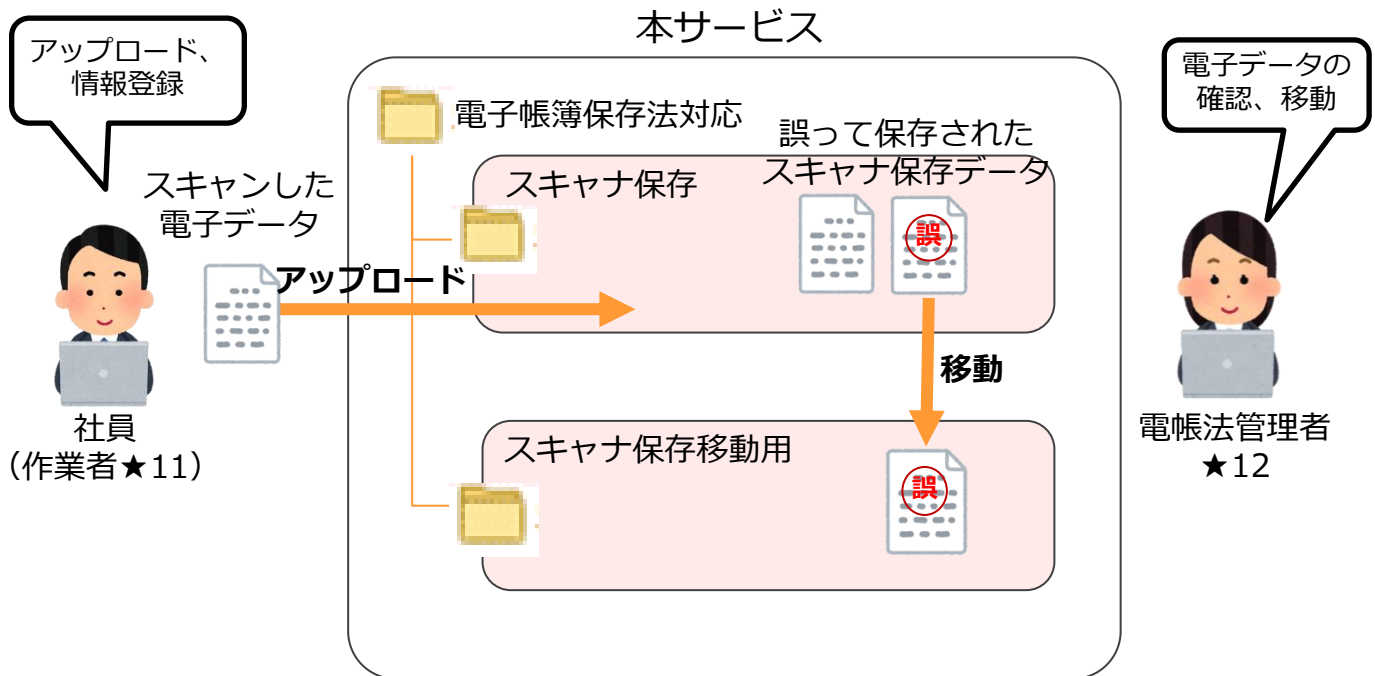 本サービス
アップロード、
情報登録
電子データの
確認、移動
電子帳簿保存法対応
誤って保存された
スキャナ保存データ
スキャナ保存
スキャンした
電子データ
誤
アップロード
移動
社員
（作業者★11）
電帳法管理者
★12
スキャナ保存移動用
誤